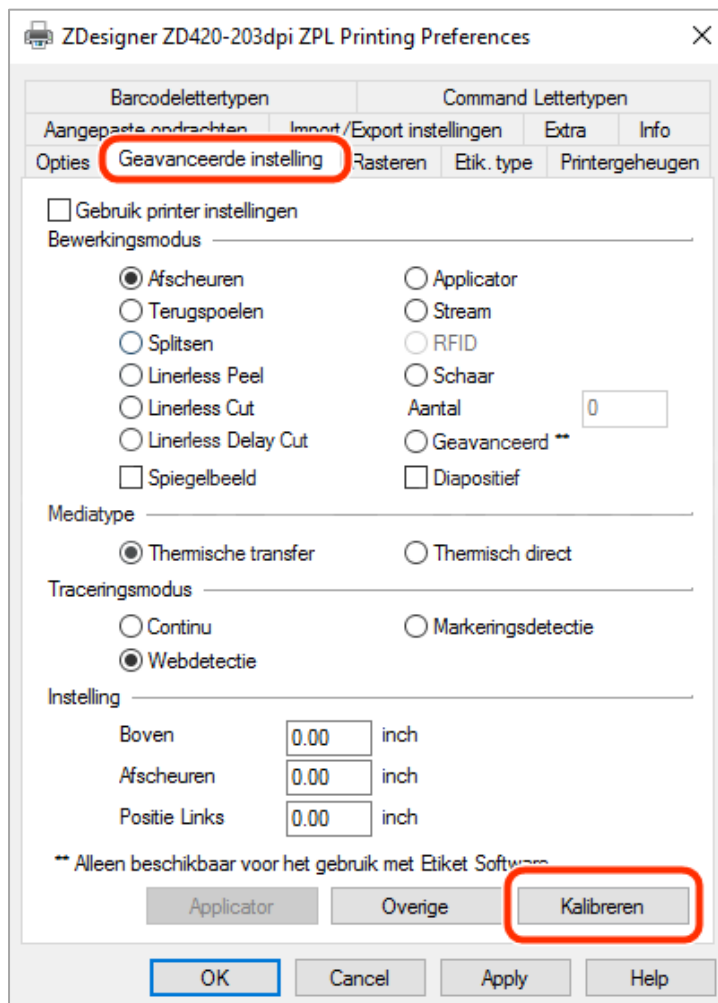 ZDesigner ZD420-203dpi ZPL Printing Preferences
Barcodelettertypen Command Lettertypen
Aangepaste opdrachten Import/Export instellingen Extra Info
Opties Geavanceerde instelling Rasteren Etik. type Printergeheugen
Gebruik printer instellingen
Bewerkingsmodus
Afscheuren Applicator
Terugspoelen Stream
Splitsen RFID
Linerless Peel Schaar
Linerless Cut Aantal 0
Linerless Delay Cut Geavanceerd **
Spiegelbeeld Diapositief
Mediatype
Thermische transfer Thermisch direct
Traceringsmodus
Continu Markeringsdetectie
Webdetectie
Instelling
Boven 0.00 inch
Afscheuren 0.00 inch
Positie Links 0.00 inch
** Alleen beschikbaar voor het gebruik met Etiket Software
Applicator Overige Kalibreren
OK Cancel Apply Help